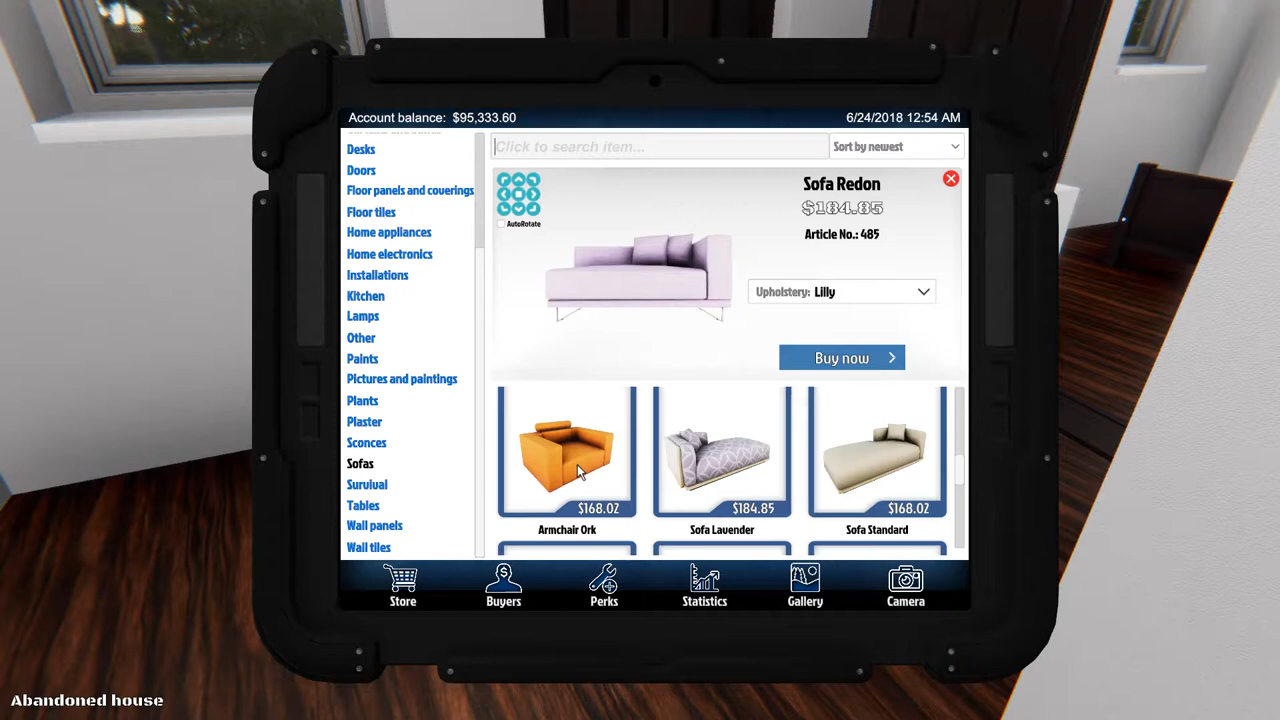 Account balance: $95,333.60
6/24/2018 12:54 AM
Desks
Doors
Floor panels and coverings
Floor tiles
Home appliances
Home electronics
Installations
Kitchen
Lamps
Other
Paints
Pictures and paintings
Plants
Plaster
Sconces
Sofas
Survival
Tables
Wall panels
Wall tiles
Click to search item...
Sort by newest
AutoRotate
Sofa Redon
$184.85
Article No.: 485
Upholstery: Lilly
Buy now
$168.02
$184.85
$168.02
Armchair Ork
Sofa Lavender
Sofa Standard
Store
Buyers
Perks
Statistics
Gallery
Camera
Abandoned house